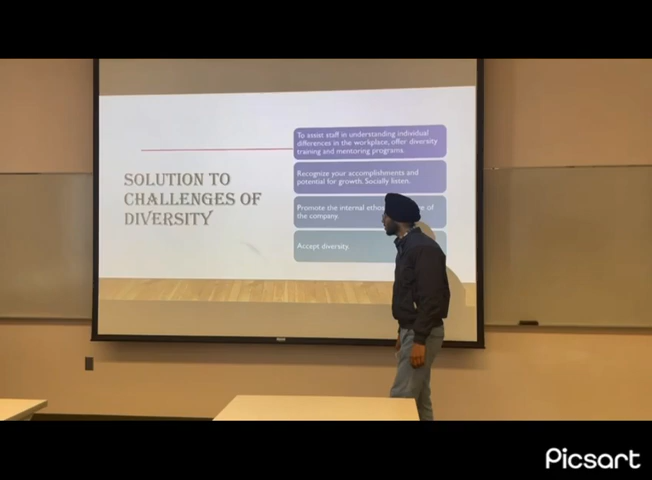 SOLUTION TO
CHALLENGES OF
DIVERSITY
To assist staff in understanding individual
differences in the workplace, offer diversity
training and mentoring programs.
Recognize your accomplishments and
potential for growth. Socially listen.
Promote the internal ethos of
the company.
Accept diversity.
Picsart